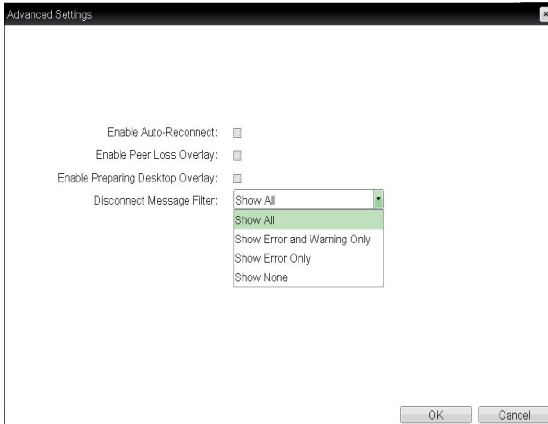 Advanced Settings
Enable Auto-Reconnect:
Enable Peer Loss Overlay:
Enable Preparing Desktop Overlay:
Disconnect Message Filter: Show All
Show All
Show Error and Warning Only
Show Error Only
Show None
OK Cancel